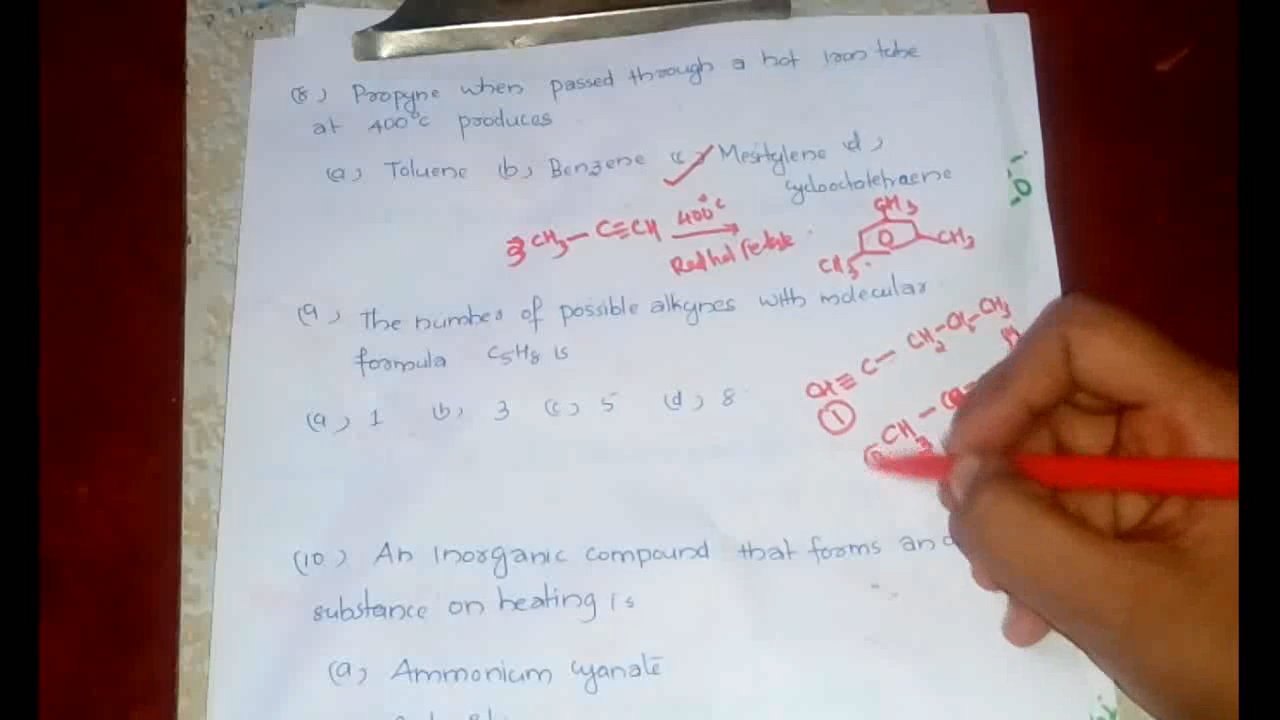 (8) Propyne when passed through a hot iron tube
at 400°c produces
(a) Toluene (b) Benzene (c) Mesitylene (d)
cyclooctatetraene
3CH3-C≡CH 400°c
Red hot Fe tube
CH3
CH3
CH3
(9) The number of possible alkynes with molecular
formula C5H8 is
(a) 1 (b) 3 (c) 5 (d) 8
CH≡C-CH2-CH2-CH3
①
CH3-
(10) An Inorganic compound that forms an
substance on heating is
(a) Ammonium cyanate